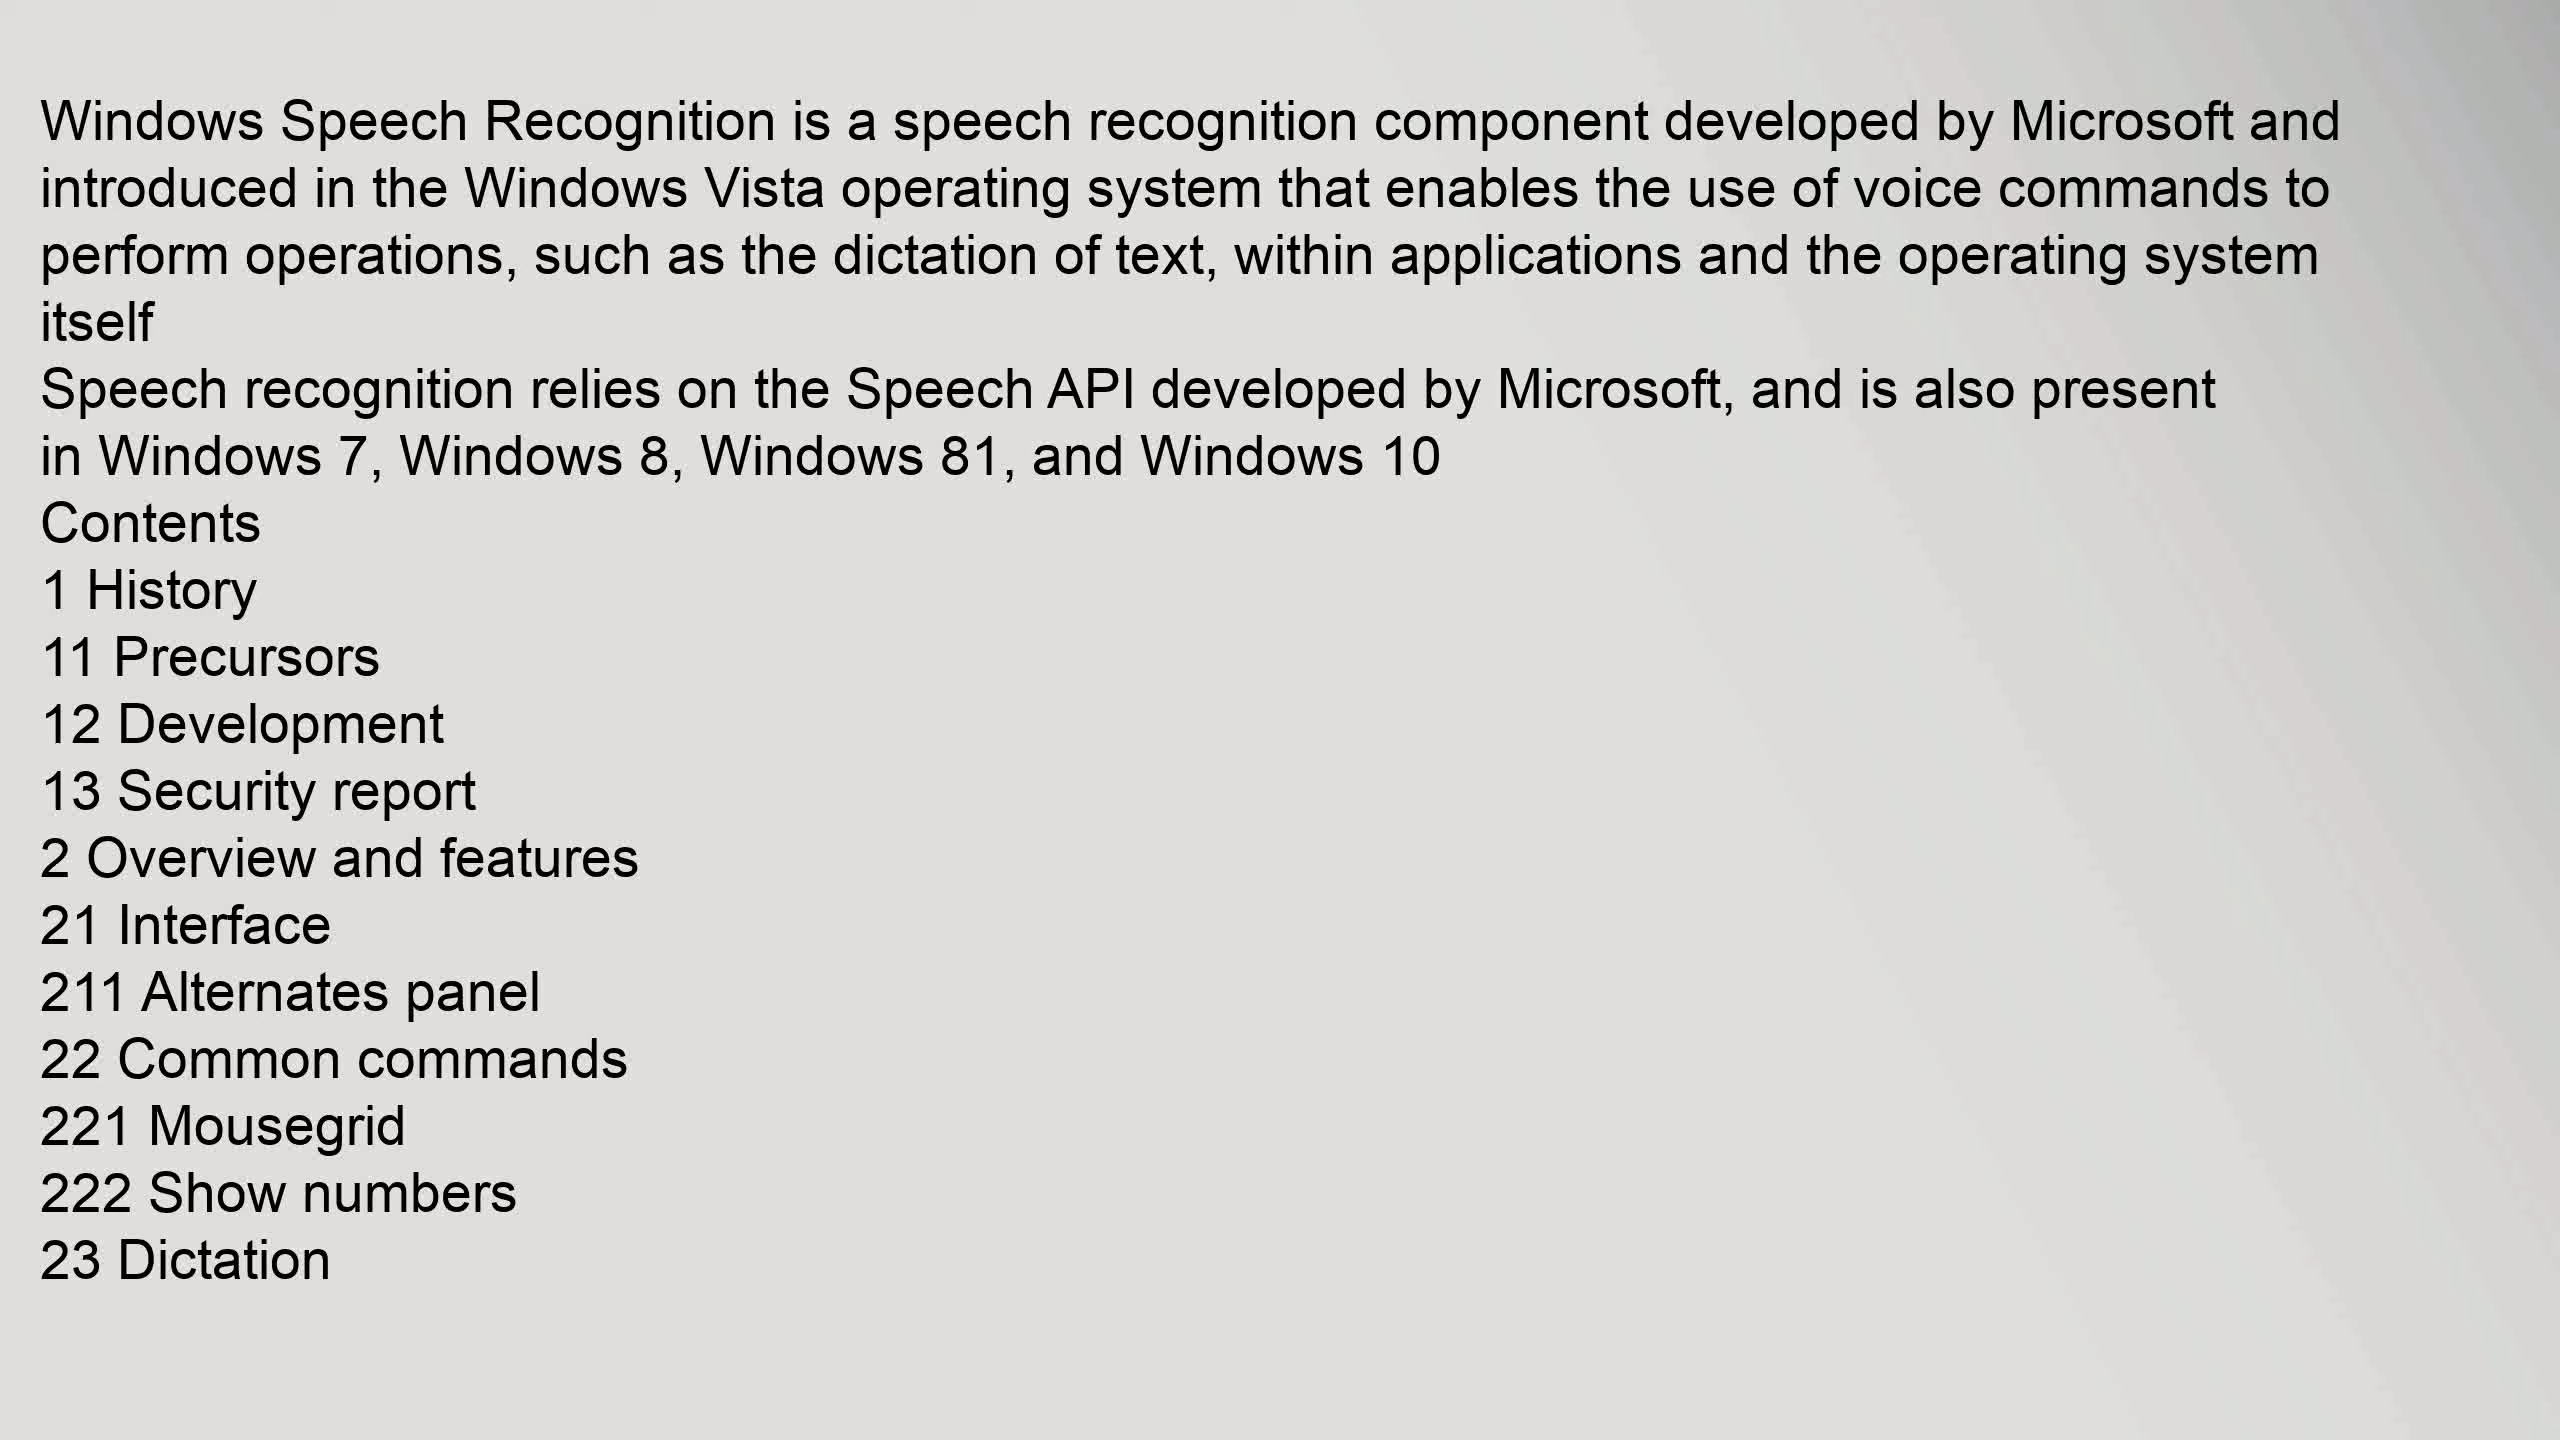 Windows Speech Recognition is a speech recognition component developed by Microsoft and
introduced in the Windows Vista operating system that enables the use of voice commands to
perform operations, such as the dictation of text, within applications and the operating system
itself
Speech recognition relies on the Speech API developed by Microsoft, and is also present
in Windows 7, Windows 8, Windows 81, and Windows 10
Contents
1 History
11 Precursors
12 Development
13 Security report
2 Overview and features
21 Interface
211 Alternates panel
22 Common commands
221 Mousegrid
222 Show numbers
23 Dictation